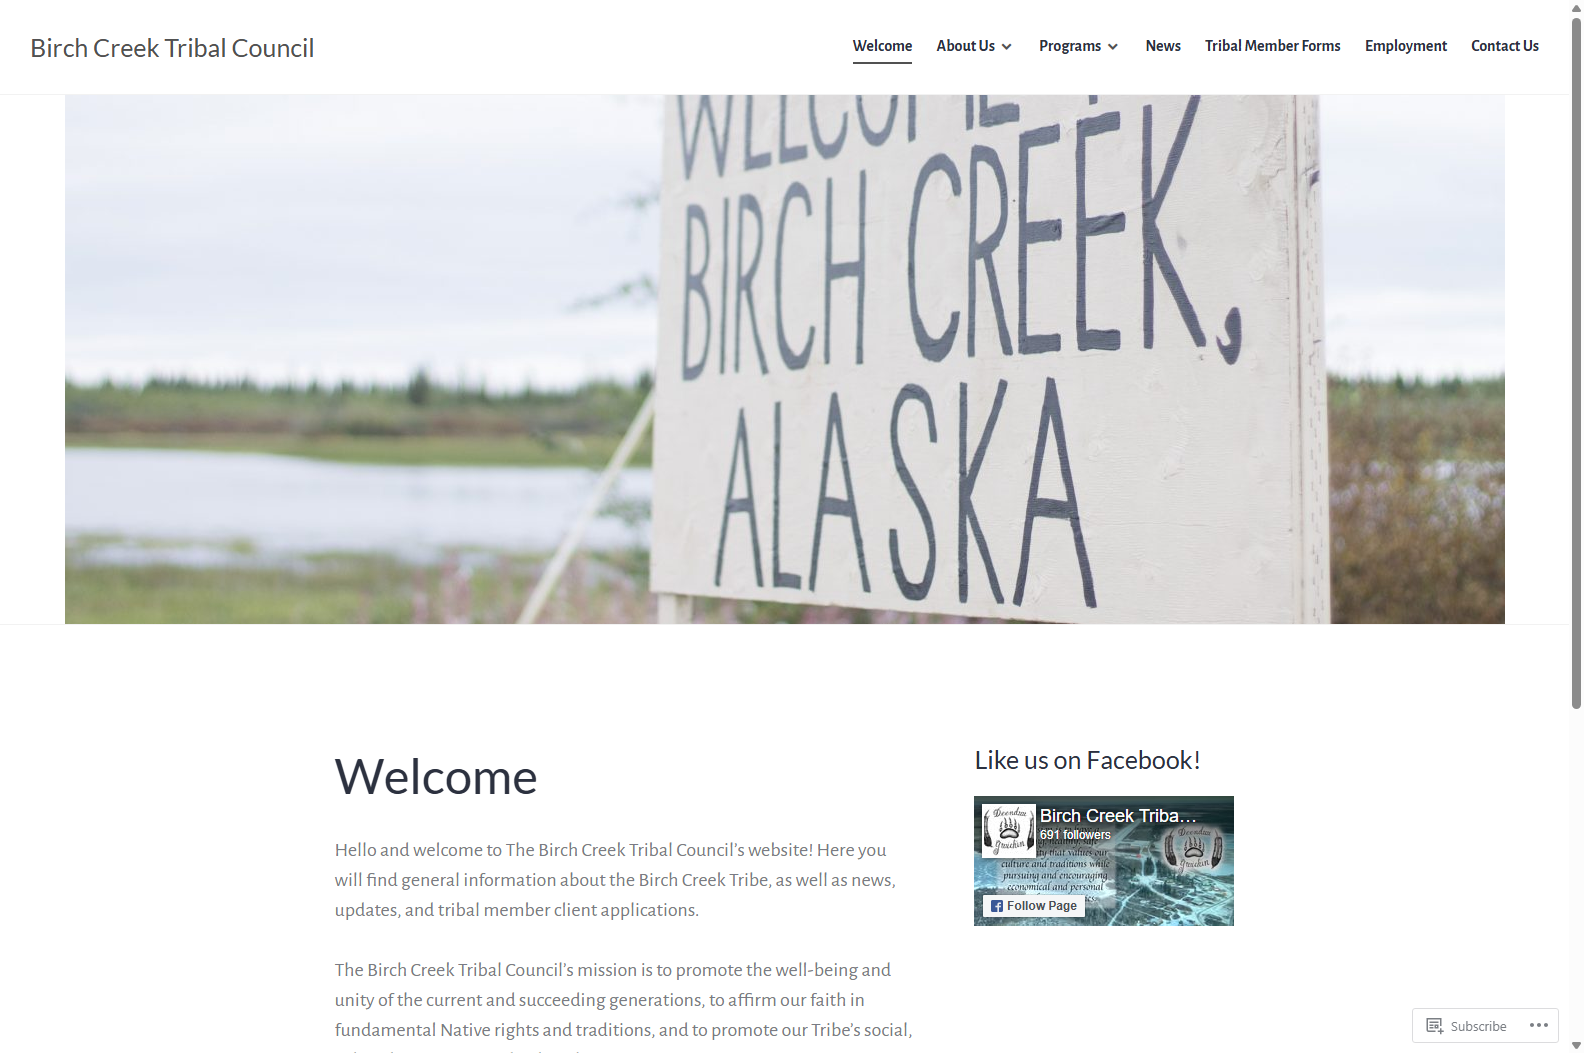 Birch Creek Tribal Council
Welcome
About Us
Programs
News
Tribal Member Forms
Employment
Contact Us
WELCOME
BIRCH CREEK,
ALASKA
Welcome
Hello and welcome to The Birch Creek Tribal Council's website! Here you
will find general information about the Birch Creek Tribe, as well as news,
updates, and tribal member client applications.
The Birch Creek Tribal Council's mission is to promote the well-being and
unity of the current and succeeding generations, to affirm our faith in
fundamental Native rights and traditions, and to promote our Tribe's social,
Like us on Facebook!
Birch Creek Triba...
691 followers
that values our
culture and traditions while
pursuing and encouraging
economical and personal
Follow Page
Subscribe